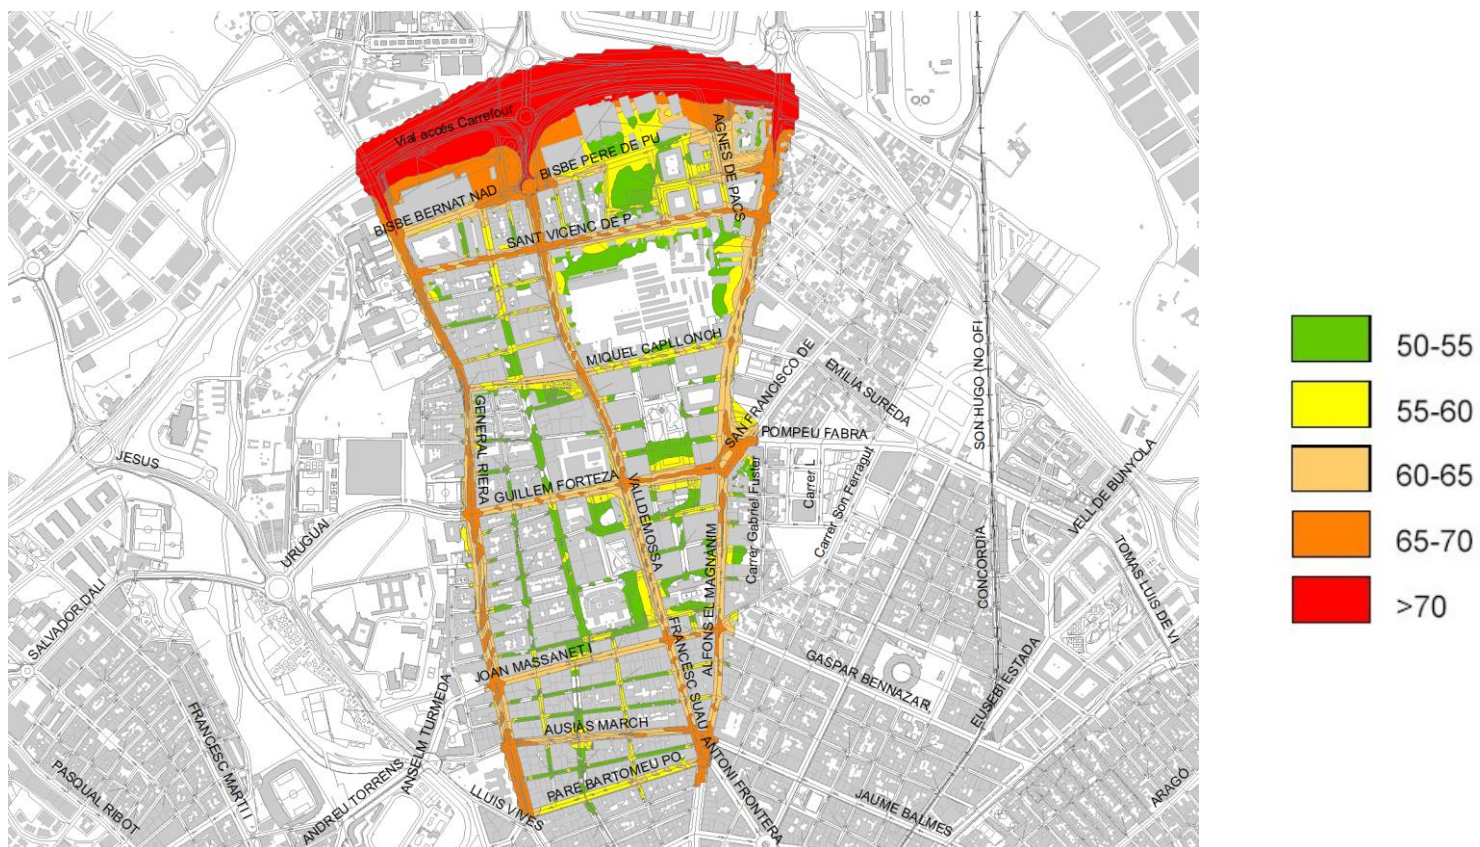 Vial accés Carrefour
AGNES DE PACS
BISBE PERE DE PU
BISBE BERNAT NAD
SANT VICENC DE P
MIQUEL CAPLLONCH
SAN FRANCISCO DE
EMILIA SUREDA
SON HUGO (NO OFI
50-55
55-60
60-65
65-70
>70
GENERAL RIERA
POMPEU FABRA
JESUS
GUILLEM FORTEZA
VALLDEMOSSA
Carrer Gabriel Fuster
Carrer L
Carrer Son Ferragut
VELL DE BUNYOLA
URUGUAI
CONCORDIA
TOMAS LUIS DE VI
SALVADOR DALI
ALFONS EL MAGNANIM
JOAN MASSANET I
FRANCESC SUAU
GASPAR BENNAZAR
EUSEBI ESTADA
ANSELM TURMEDA
FRANCESC MARTI I
AUSIAS MARCH
PASQUAL RIBOT
ANDREU TORRENS
LLUIS VIVES
PARE BARTOMEU PO
ANTONI FRONTERA
JAUME BALMES
ARAGÓ